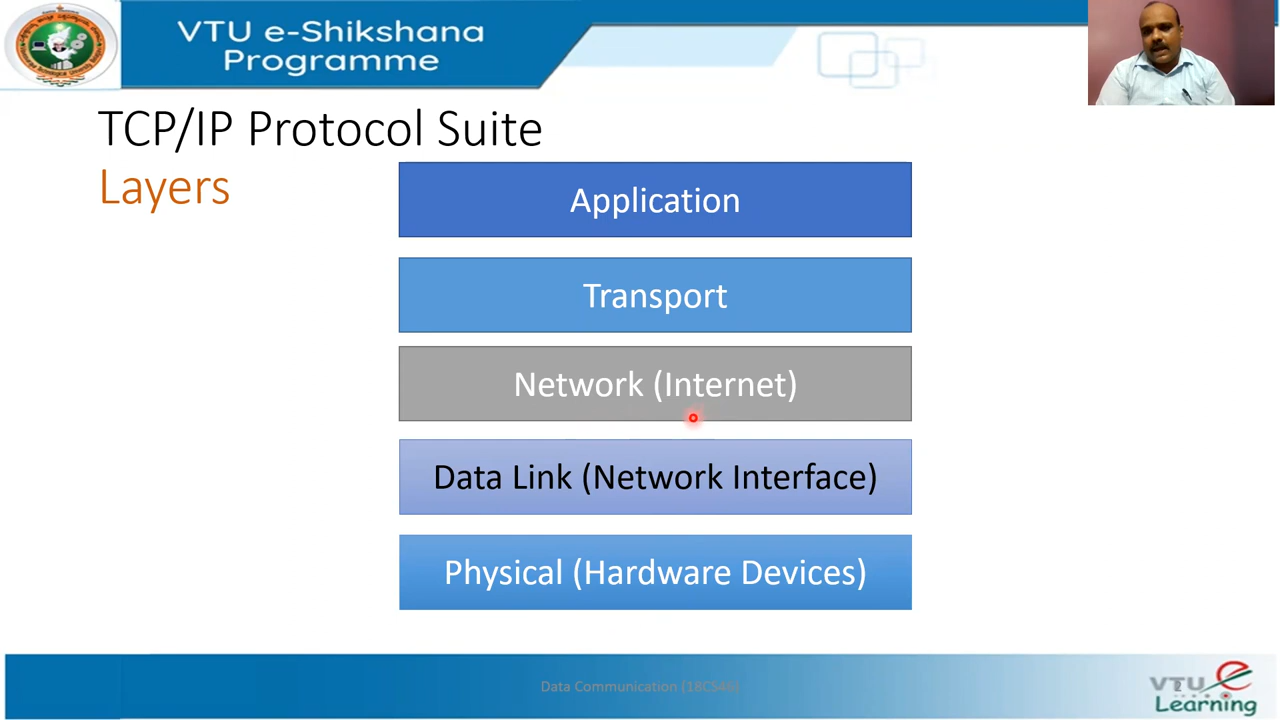 VTU e-Shikshana
Programme
TCP/IP Protocol Suite
Layers
Application
Transport
Network (Internet)
Data Link (Network Interface)
Physical (Hardware Devices)
Data Communication (18CS46)
VTU e
Learning